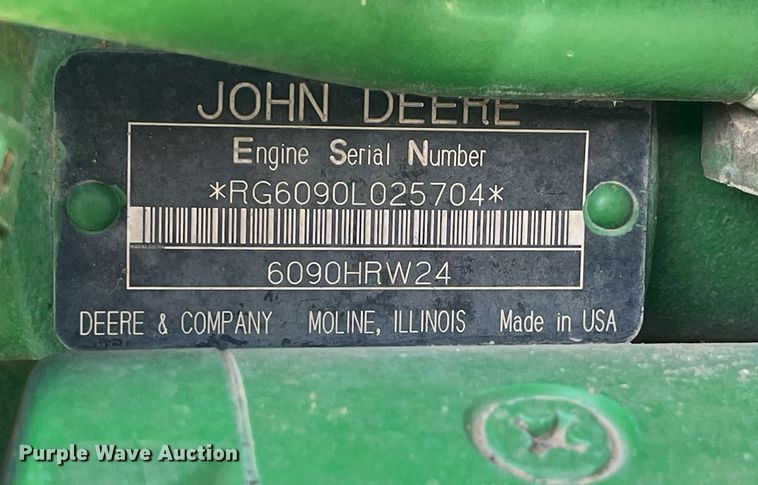 JOHN DEERE
Engine Serial Number
*RG6090L025704*
6090HRW24
DEERE & COMPANY MOLINE, ILLINOIS Made in USA
Purple Wave Auction